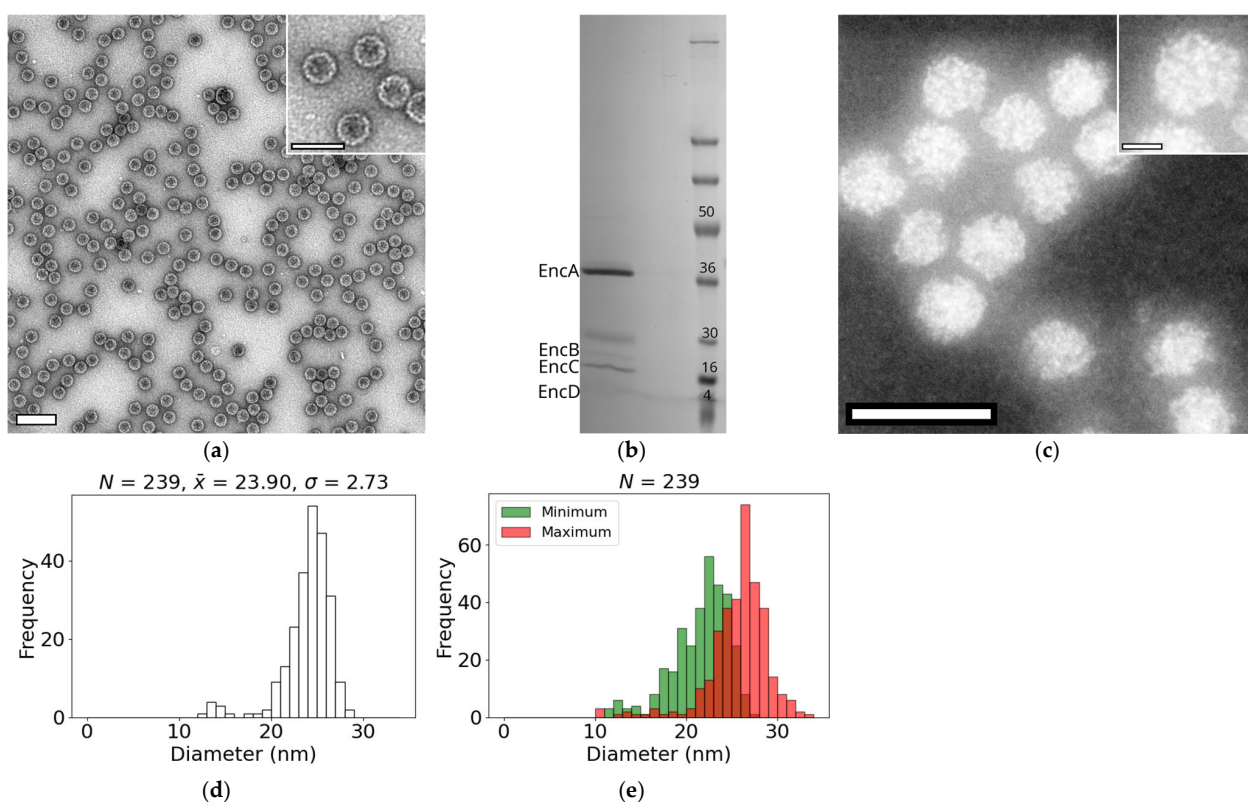 50
EncA
36
30
EncB
EncC
16
EncD
4
(a)
(b)
(c)
N = 239, x̄ = 23.90, σ = 2.73
Frequency
40
20
0
0
10
20
30
Diameter (nm)
(d)
N = 239
Minimum
Maximum
Frequency
60
40
20
0
0
10
20
30
Diameter (nm)
(e)